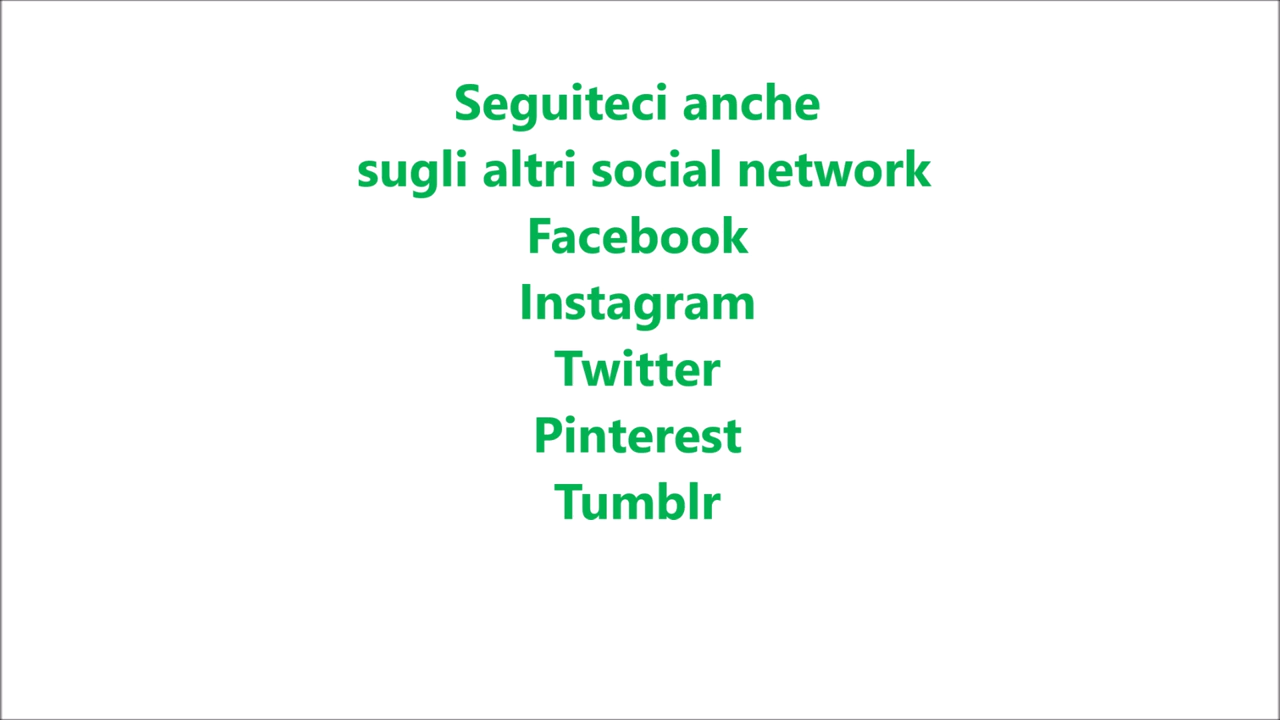 Seguiteci anche
sugli altri social network
Facebook
Instagram
Twitter
Pinterest
Tumblr